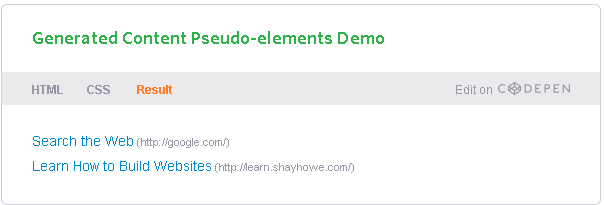 Generated Content Pseudo-elements Demo
HTML CSS Result Edit on CODEPEN
Search the Web (http://google.com/)
Learn How to Build Websites (http://learn.shayhowe.com/)